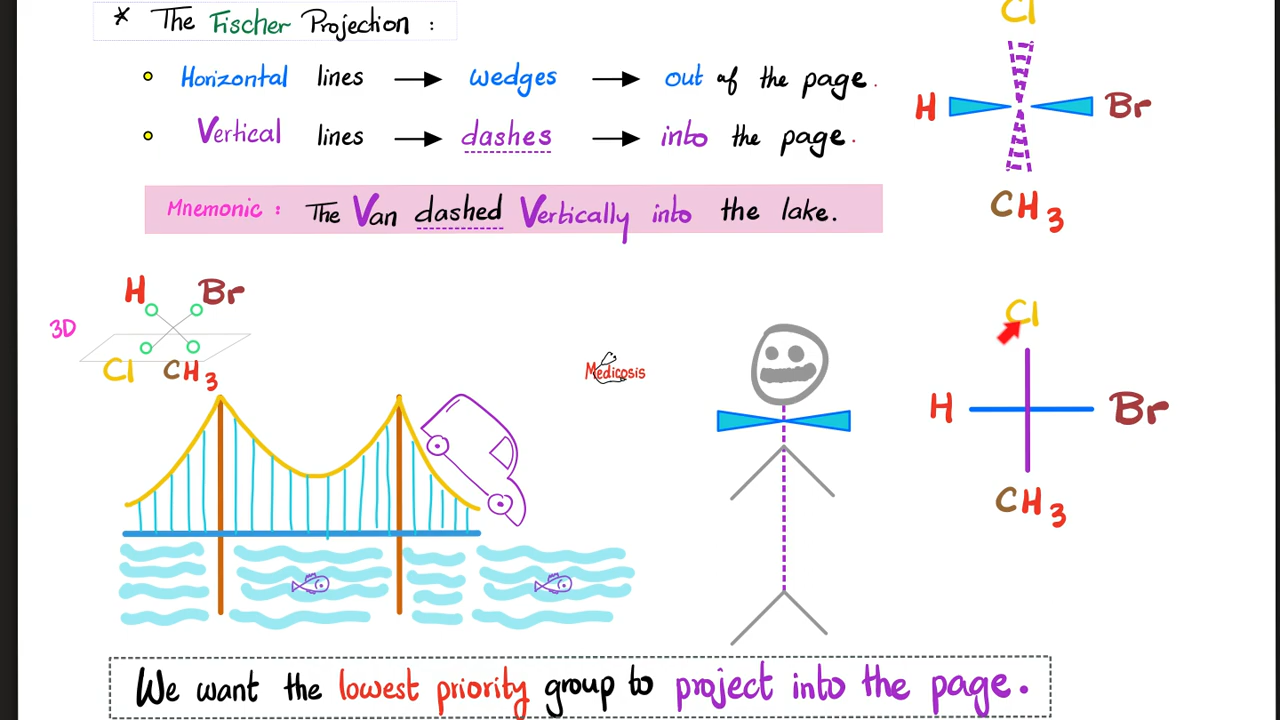 * The Fischer Projection :
Horizontal lines → wedges → out of the page.
Vertical lines → dashes → into the page.
Mnemonic : The Van dashed Vertically into the lake.
Cl
H Br
CH3
H Br
3D
Cl CH3
Medicosis
Cl
H Br
CH3
We want the lowest priority group to project into the page.